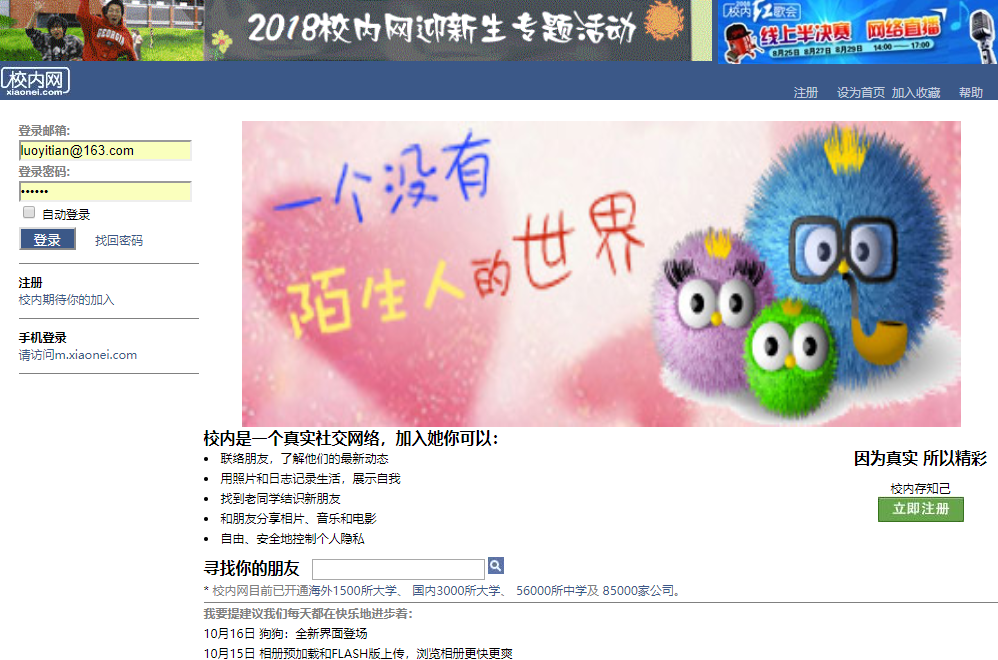 GEORGIA
2018校内网迎新生专题活动
校内红歌会
线上半决赛 网络直播
8月25日 8月27日 8月29日 14:00——17:00
校内网
xiaonei.com
注册 设为首页 加入收藏 帮助
登录邮箱:
luoyitian@163.com
登录密码:
••••••
自动登录
登录 找回密码
注册
校内期待你的加入
手机登录
请访问m.xiaonei.com
一个没有
陌生人的世界
校内是一个真实社交网络，加入她你可以：
• 联络朋友，了解他们的最新动态
• 用照片和日志记录生活，展示自我
• 找到老同学结识新朋友
• 和朋友分享相片、音乐和电影
• 自由、安全地控制个人隐私
因为真实 所以精彩
校内存知己
立即注册
寻找你的朋友
* 校内网目前已开通海外1500所大学、 国内3000所大学、 56000所中学及 85000家公司。
我要提建议我们每天都在快乐地进步着：
10月16日 狗狗：全新界面登场
10月15日 相册预加载和FLASH版上传，浏览相册更快更爽